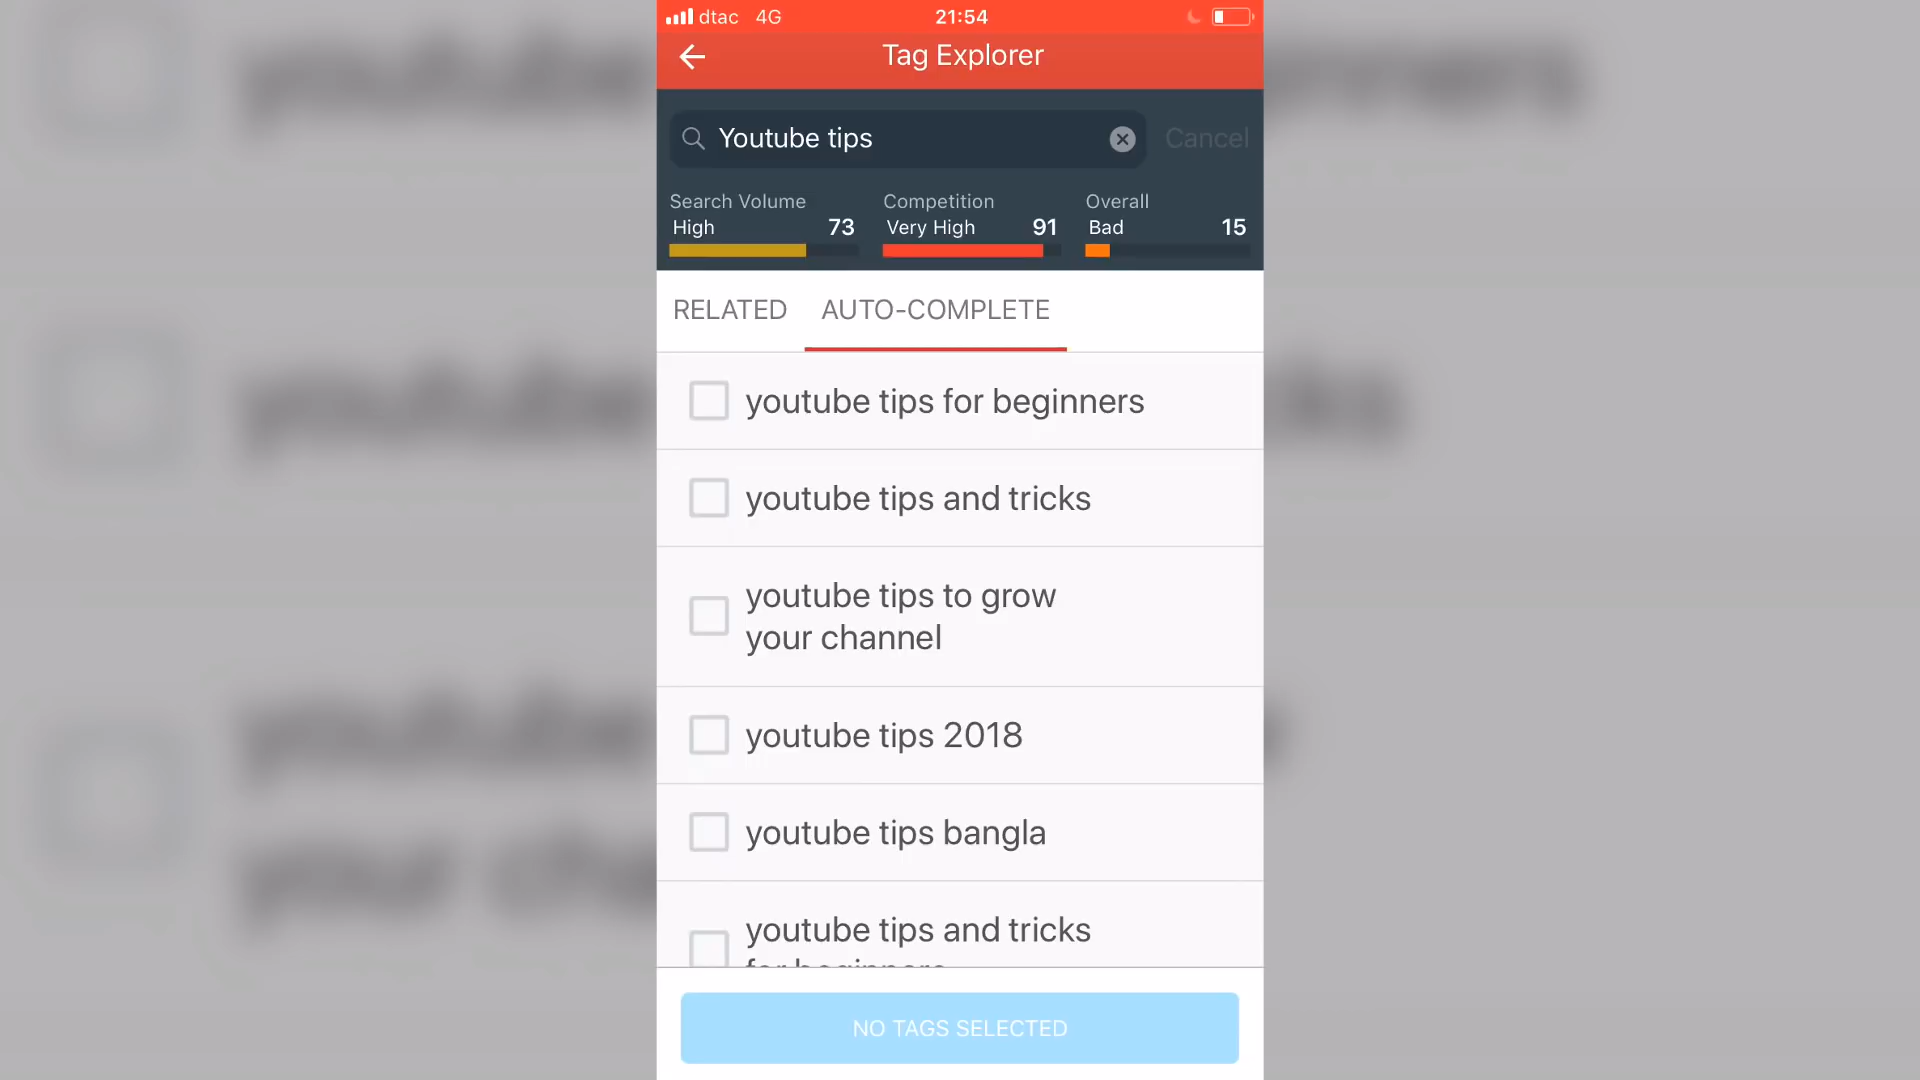 dtac 4G 21:54
Tag Explorer
Youtube tips
Cancel
Search Volume Competition Overall
High 73 Very High 91 Bad 15
RELATED AUTO-COMPLETE
youtube tips for beginners
youtube tips and tricks
youtube tips to grow
your channel
youtube tips 2018
youtube tips bangla
youtube tips and tricks
for beginners
NO TAGS SELECTED